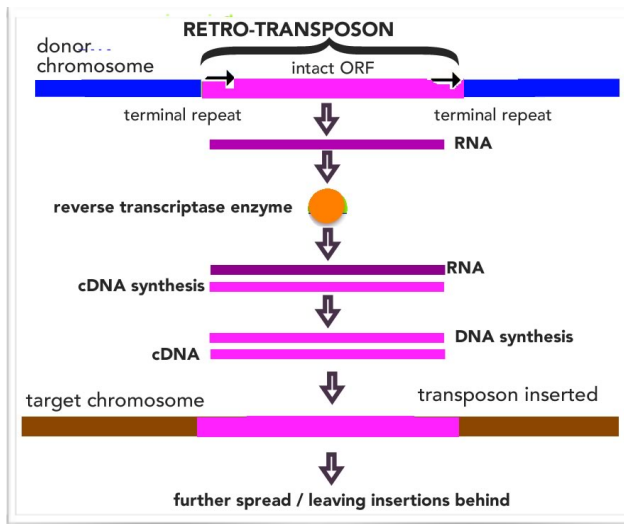 RETRO-TRANSPOSON
donor
chromosome
intact ORF
terminal repeat
terminal repeat
RNA
reverse transcriptase enzyme
RNA
cDNA synthesis
DNA synthesis
cDNA
target chromosome
transposon inserted
further spread / leaving insertions behind